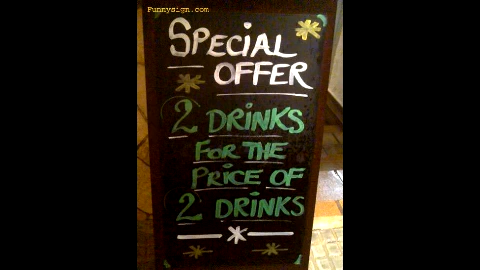 Funnysign.com
SPECIAL
OFFER
2 DRINKS
FOR THE
PRICE OF
2 DRINKS